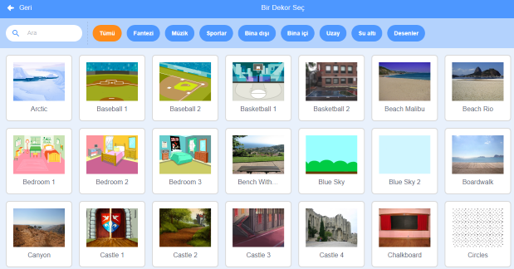 Geri
Bir Dekor Seç
Ara
Tümü Fantezi Müzik Sporlar Bina dışı Bina içi Uzay Su altı Desenler
Arctic Baseball 1 Baseball 2 Basketball 1 Basketball 2 Beach Malibu Beach Rio
Bedroom 1 Bedroom 2 Bedroom 3 Bench With... Blue Sky Blue Sky 2 Boardwalk
Canyon Castle 1 Castle 2 Castle 3 Castle 4 Chalkboard Circles